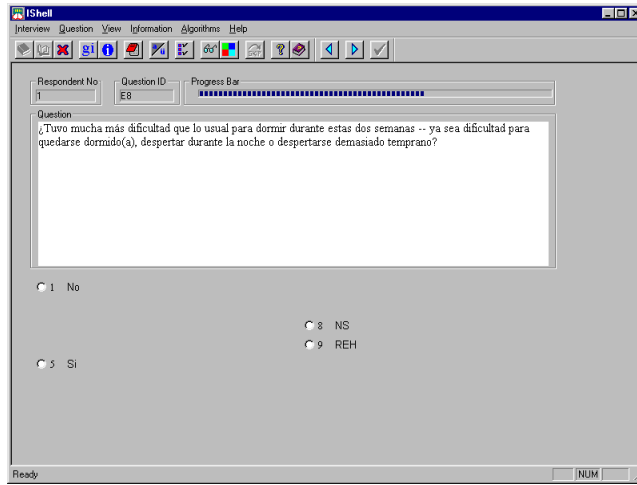 IShell
Interview Question View Information Algorithms Help
gi
Respondent No Question ID Progress Bar
1 E8
Question
¿Tuvo mucha más dificultad que lo usual para dormir durante estas dos semanas -- ya sea dificultad para
quedarse dormido(a), despertar durante la noche o despertarse demasiado temprano?
1 No
8 NS
9 REH
5 Si
Ready NUM